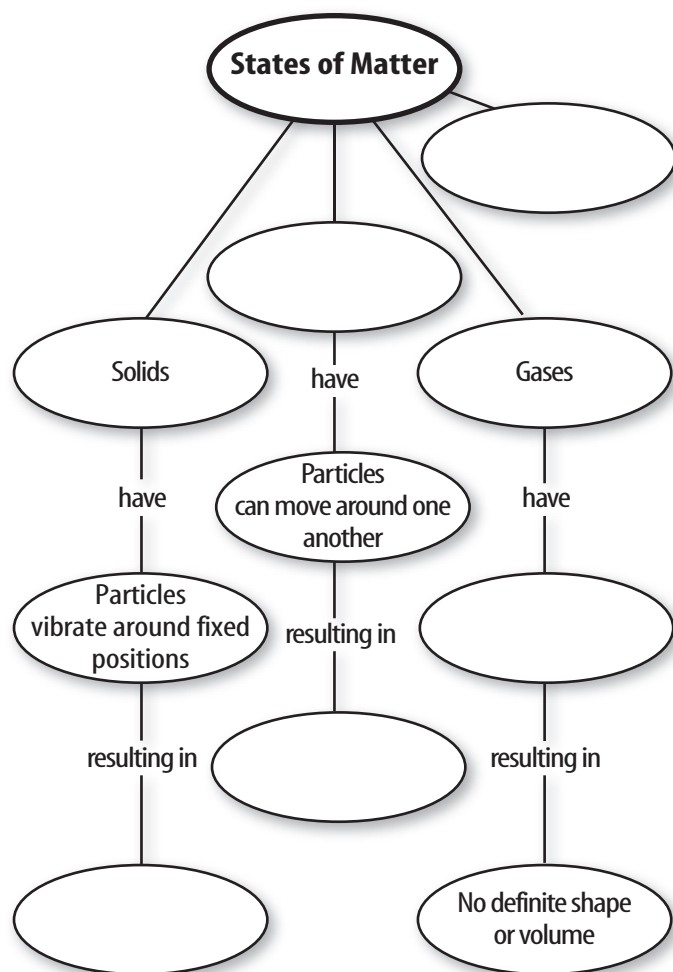 States of Matter
Solids
have
Gases
have
Particles
can move around one
another
have
Particles
vibrate around fixed
positions
resulting in
resulting in
resulting in
No definite shape
or volume